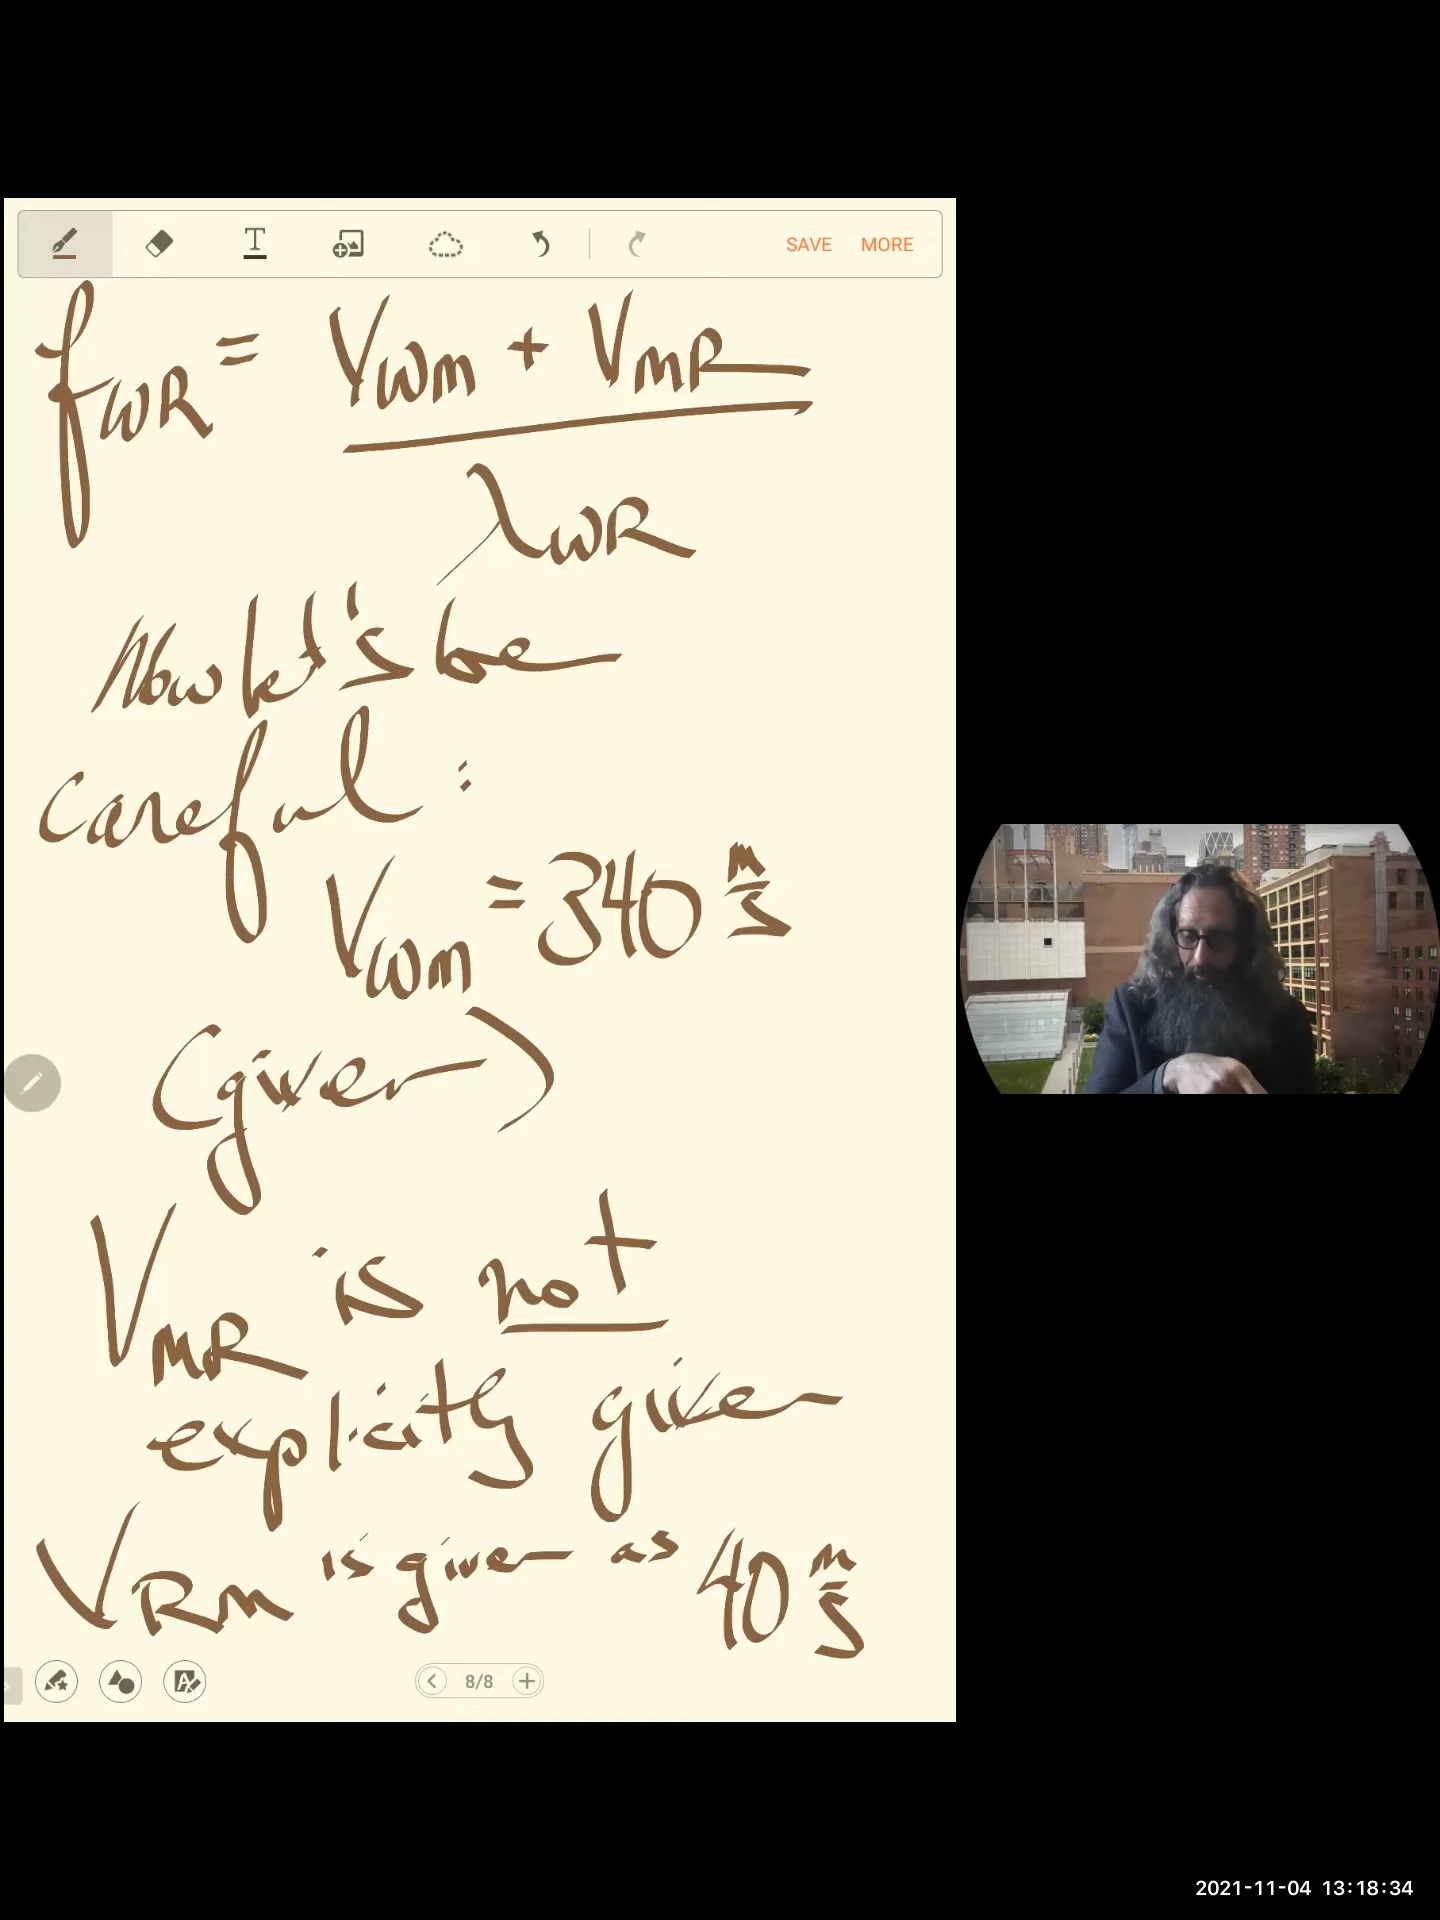 T
SAVE MORE
f_WR = (V_WM + V_MR) / λ_WR
Now let's be
careful:
V_WM = 340 m/s
(given)
V_MR is not
explicitly given
V_RM is given as 40 m/s
8/8
2021-11-04 13:18:34